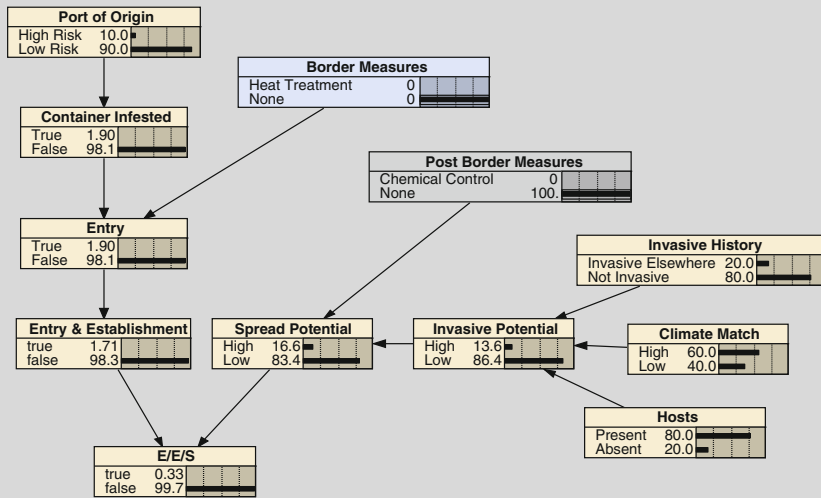 Port of Origin
High Risk 10.0
Low Risk 90.0
Border Measures
Heat Treatment 0
None 0
Container Infested
True 1.90
False 98.1
Post Border Measures
Chemical Control 0
None 100.
Entry
True 1.90
False 98.1
Invasive History
Invasive Elsewhere 20.0
Not Invasive 80.0
Entry & Establishment
true 1.71
false 98.3
Spread Potential
High 16.6
Low 83.4
Invasive Potential
High 13.6
Low 86.4
Climate Match
High 60.0
Low 40.0
Hosts
Present 80.0
Absent 20.0
E/E/S
true 0.33
false 99.7